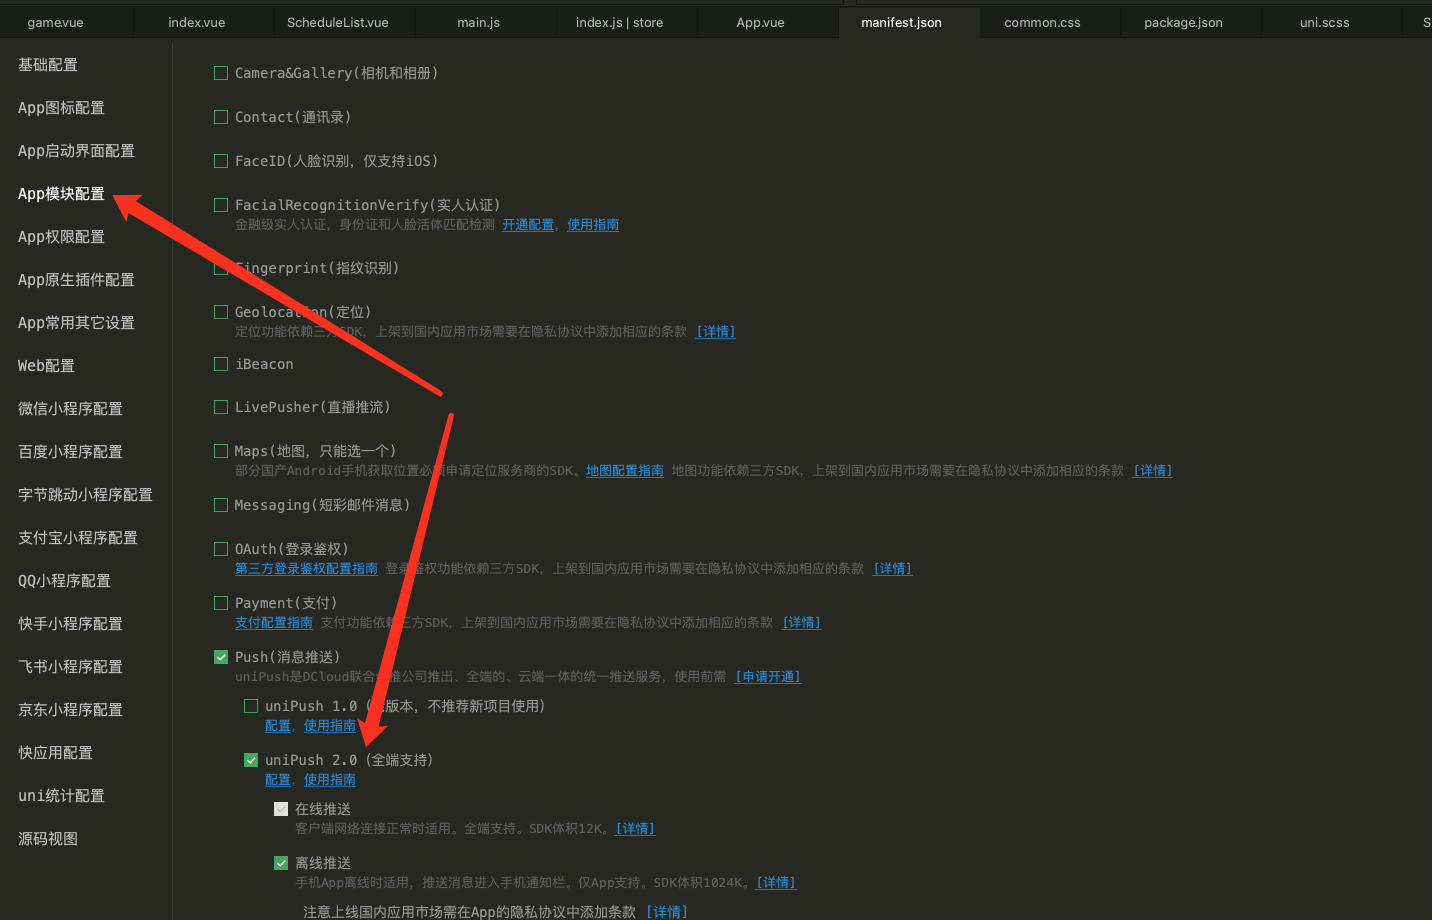 game.vue
index.vue
ScheduleList.vue
main.js
index.js | store
App.vue
manifest.json
common.css
package.json
uni.scss
S
基础配置
App图标配置
App启动界面配置
App模块配置
App权限配置
App原生插件配置
App常用其它设置
Web配置
微信小程序配置
百度小程序配置
字节跳动小程序配置
支付宝小程序配置
QQ小程序配置
快手小程序配置
飞书小程序配置
京东小程序配置
快应用配置
uni统计配置
源码视图
Camera&Gallery(相机和相册)
Contact(通讯录)
FaceID(人脸识别，仅支持iOS)
FacialRecognitionVerify(实人认证)
金融级实人认证，身份证和人脸活体匹配检测 开通配置，使用指南
Fingerprint(指纹识别)
Geolocation(定位)
定位功能依赖三方SDK，上架到国内应用市场需要在隐私协议中添加相应的条款 [详情]
iBeacon
LivePusher(直播推流)
Maps(地图，只能选一个)
部分国产Android手机获取位置必须申请定位服务商的SDK。地图配置指南 地图功能依赖三方SDK，上架到国内应用市场需要在隐私协议中添加相应的条款 [详情]
Messaging(短彩邮件消息)
OAuth(登录鉴权)
第三方登录鉴权配置指南 登录鉴权功能依赖三方SDK，上架到国内应用市场需要在隐私协议中添加相应的条款 [详情]
Payment(支付)
支付配置指南 支付功能依赖三方SDK，上架到国内应用市场需要在隐私协议中添加相应的条款 [详情]
Push(消息推送)
uniPush是DCloud联合个推公司推出、全端的、云端一体的统一推送服务，使用前需 [申请开通]
uniPush 1.0 (版本，不推荐新项目使用)
配置，使用指南
uniPush 2.0 (全端支持)
配置，使用指南
在线推送
客户端网络连接正常时适用。全端支持。SDK体积12K。[详情]
离线推送
手机App离线时适用，推送消息进入手机通知栏。仅App支持。SDK体积1024K。[详情]
注意上线国内应用市场需在App的隐私协议中添加条款 [详情]